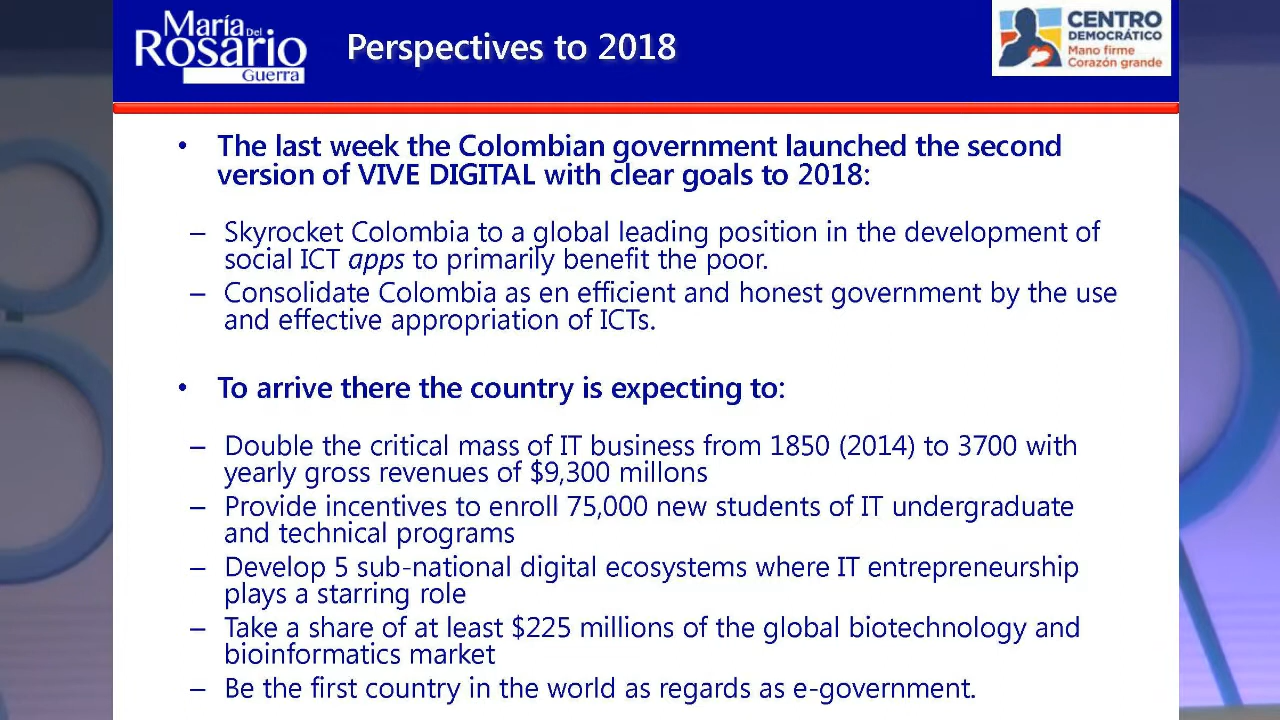 María Del
Rosario
Guerra
Perspectives to 2018
CENTRO
DEMOCRÁTICO
Mano firme
Corazón grande
• The last week the Colombian government launched the second
version of VIVE DIGITAL with clear goals to 2018:
– Skyrocket Colombia to a global leading position in the development of
social ICT apps to primarily benefit the poor.
– Consolidate Colombia as en efficient and honest government by the use
and effective appropriation of ICTs.
• To arrive there the country is expecting to:
– Double the critical mass of IT business from 1850 (2014) to 3700 with
yearly gross revenues of $9,300 millons
– Provide incentives to enroll 75,000 new students of IT undergraduate
and technical programs
– Develop 5 sub-national digital ecosystems where IT entrepreneurship
plays a starring role
– Take a share of at least $225 millions of the global biotechnology and
bioinformatics market
– Be the first country in the world as regards as e-government.